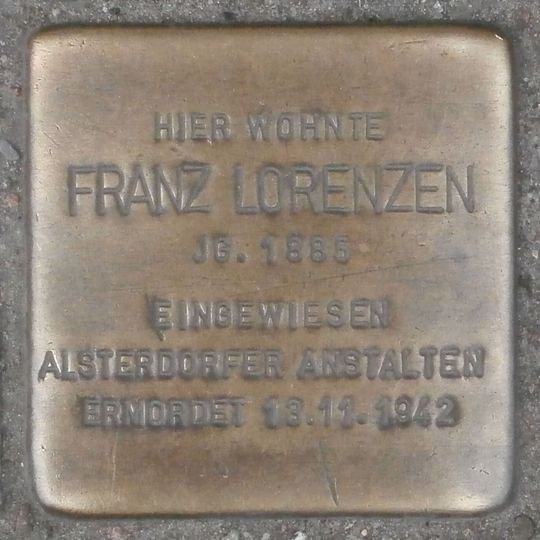 HIER WOHNTE
FRANZ LORENZEN
JG. 1885
EINGEWIESEN
ALSTERDORFER ANSTALTEN
ERMORDET 13.11.1942